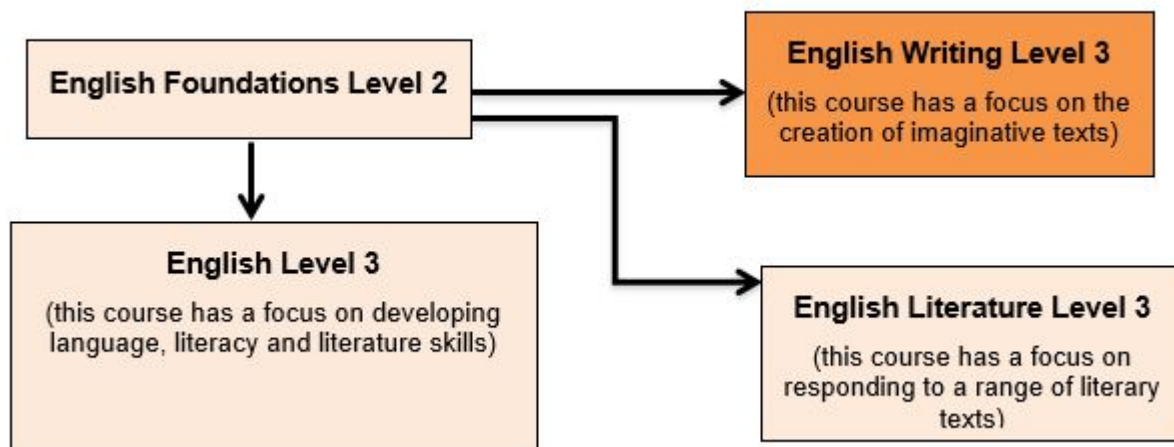 English Foundations Level 2
English Writing Level 3
(this course has a focus on the
creation of imaginative texts)
English Level 3
(this course has a focus on developing
language, literacy and literature skills)
English Literature Level 3
(this course has a focus on
responding to a range of literary
texts)